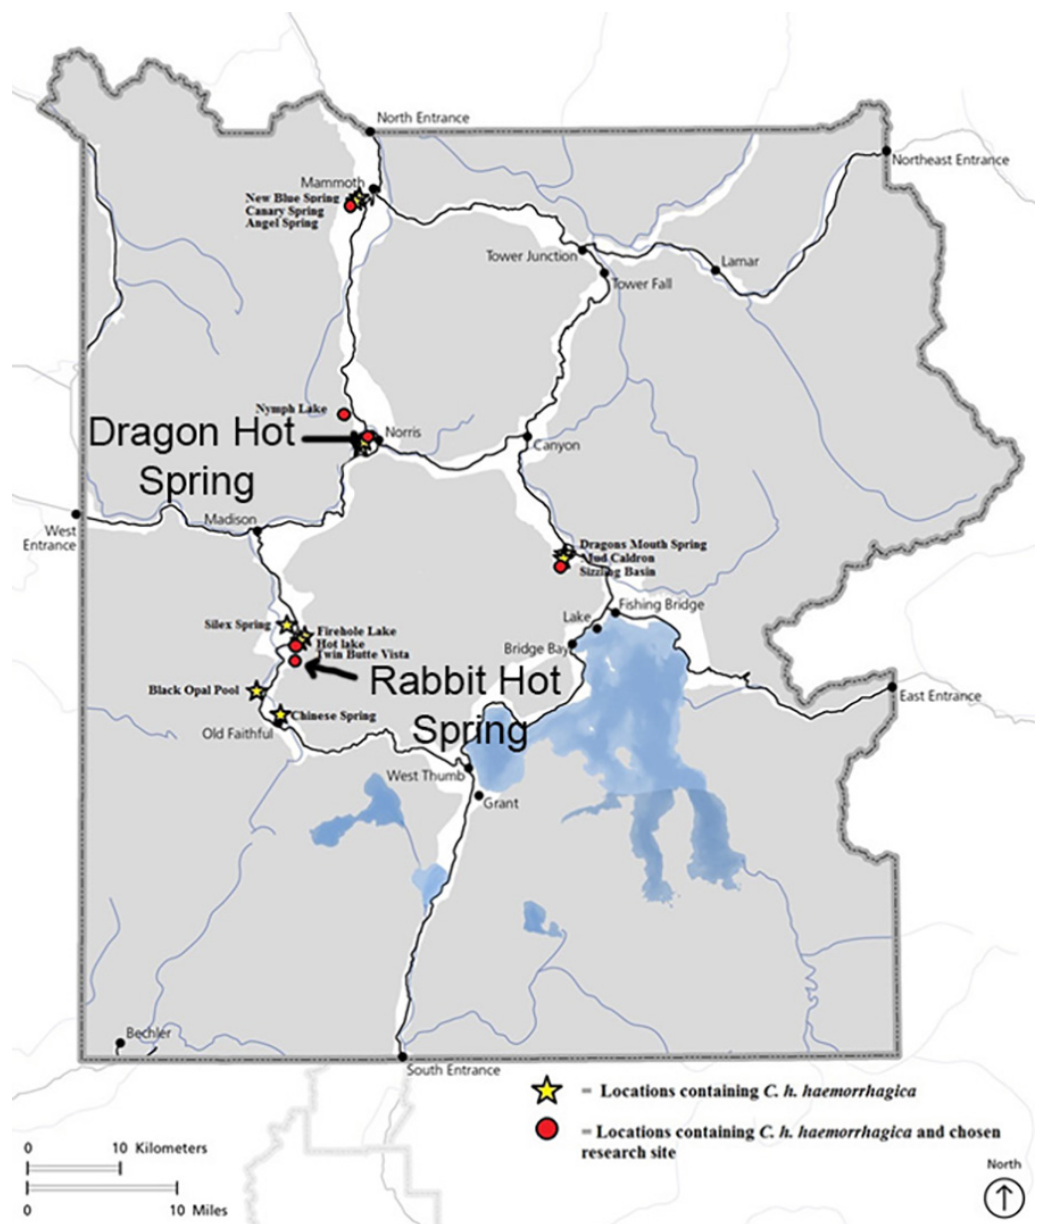 North Entrance
Northeast Entrance
Mammoth
New Blue Spring
Canary Spring
Angel Spring
Tower Junction
Lamar
Tower Fall
Nymph Lake
Dragon Hot
Spring
Norris
Canyon
West
Entrance
Madison
Dragons Mouth Spring
Mud Caldron
Sizzling Basin
Fishing Bridge
Lake
Silex Spring
Firehole Lake
Hot lake
Twin Butte Vista
Bridge Bay
Rabbit Hot
Spring
Black Opal Pool
East Entrance
Chinese Spring
Old Faithful
West Thumb
Grant
Bechler
South Entrance
= Locations containing C. h. haemorrhagica
= Locations containing C. h. haemorrhagica and chosen
research site
0 10 Kilometers
0 10 Miles
North